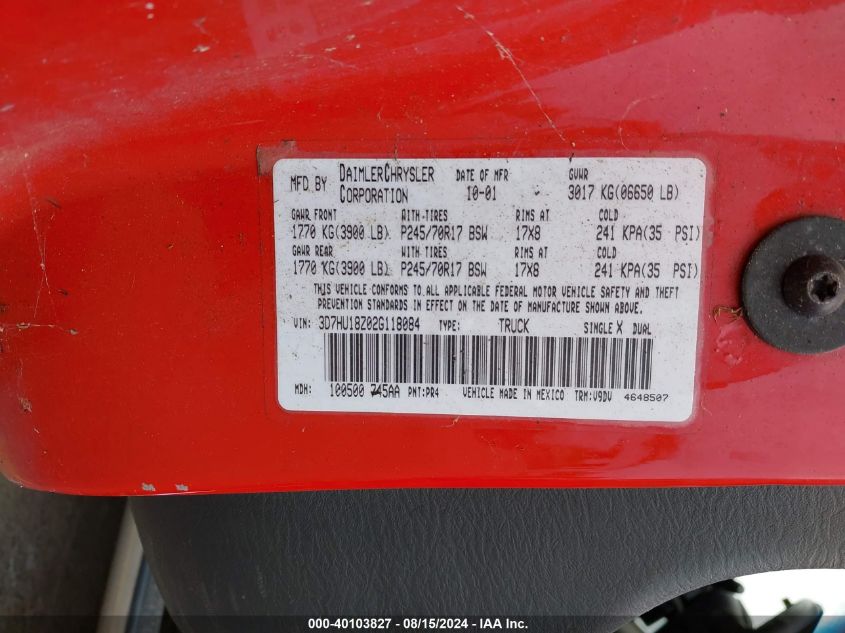 MFD BY DAIMLERCHRYSLER CORPORATION DATE OF MFR 10-01 GVWR 3017 KG(06650 LB)
GAWR FRONT WITH-TIRES RIMS AT COLD
1770 KG(3900 LB) P245/70R17 BSW 17X8 241 KPA(35 PSI)
GAWR REAR WITH TIRES RIMS AT COLD
1770 KG(3900 LB) P245/70R17 BSW 17X8 241 KPA(35 PSI)
THIS VEHICLE CONFORMS TO ALL APPLICABLE FEDERAL MOTOR VEHICLE SAFETY AND THEFT
PREVENTION STANDARDS IN EFFECT ON THE DATE OF MANUFACTURE SHOWN ABOVE.
VIN: 3D7HU18Z02G118084 TYPE: TRUCK SINGLE X DUAL
MDH: 100500 745AA PNT:PR4 VEHICLE MADE IN MEXICO TRM:V9DV 4648507
000-40103827 - 08/15/2024 - IAA Inc.